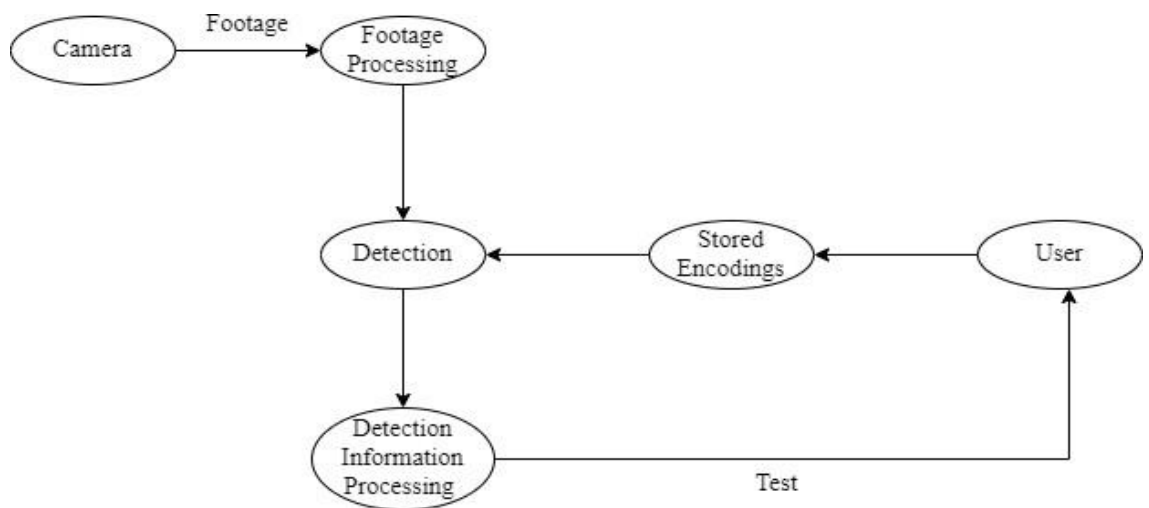 Footage
Camera
Footage
Processing
Detection
Stored
Encodings
User
Detection
Information
Processing
Test